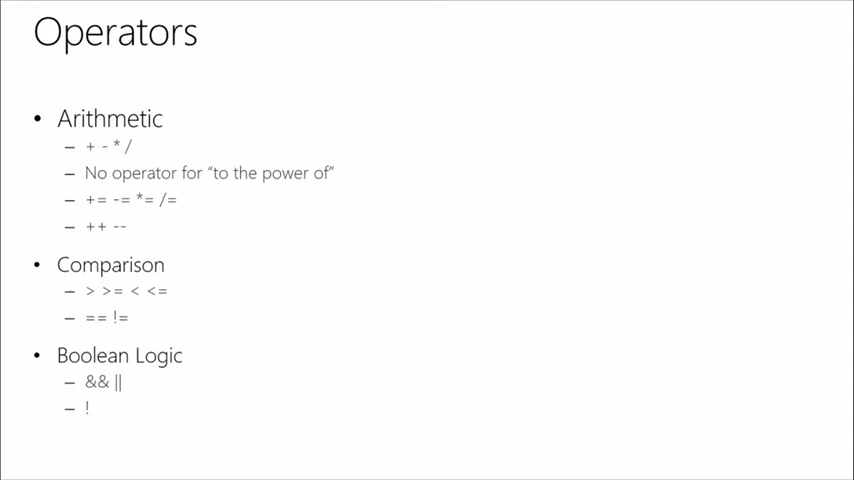 Operators
• Arithmetic
– + - * /
– No operator for “to the power of”
– += -= *= /=
– ++ --
• Comparison
– > >= < <=
– == !=
• Boolean Logic
– && ||
– !